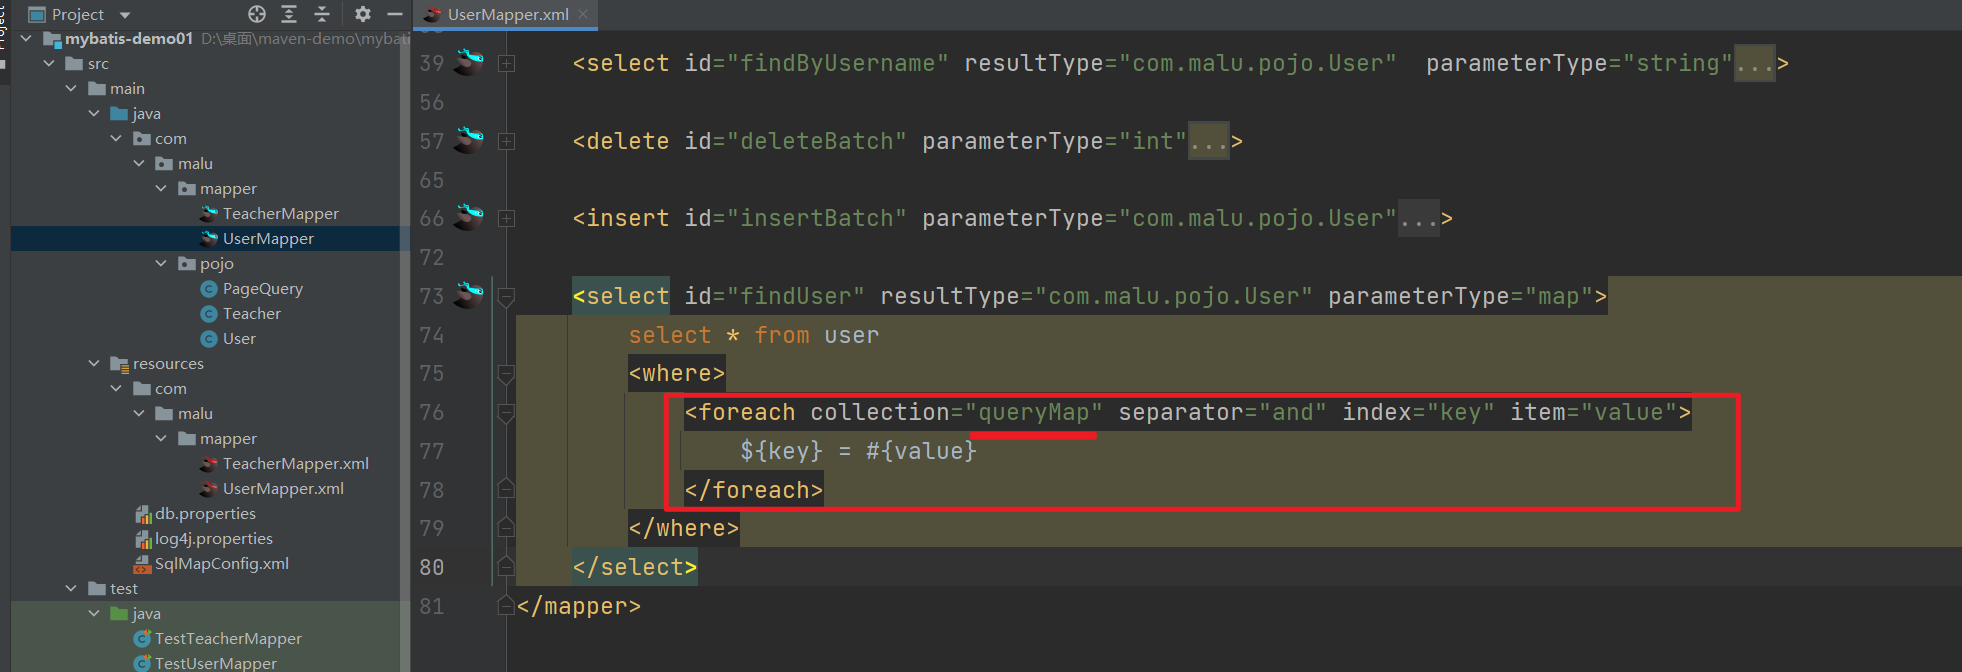 Project
UserMapper.xml
Project
mybatis-demo01 D:\桌面\maven-demo\mybati
src
main
java
com
malu
mapper
TeacherMapper
UserMapper
pojo
PageQuery
Teacher
User
resources
com
malu
mapper
TeacherMapper.xml
UserMapper.xml
db.properties
log4j.properties
SqlMapConfig.xml
test
java
TestTeacherMapper
TestUserMapper
39 <select id="findByUsername" resultType="com.malu.pojo.User" parameterType="string"...>
56
57 <delete id="deleteBatch" parameterType="int"...>
65
66 <insert id="insertBatch" parameterType="com.malu.pojo.User"...>
72
73 <select id="findUser" resultType="com.malu.pojo.User" parameterType="map">
74 select * from user
75 <where>
76 <foreach collection="queryMap" separator="and" index="key" item="value">
77 ${key} = #{value}
78 </foreach>
79 </where>
80 </select>
81 </mapper>